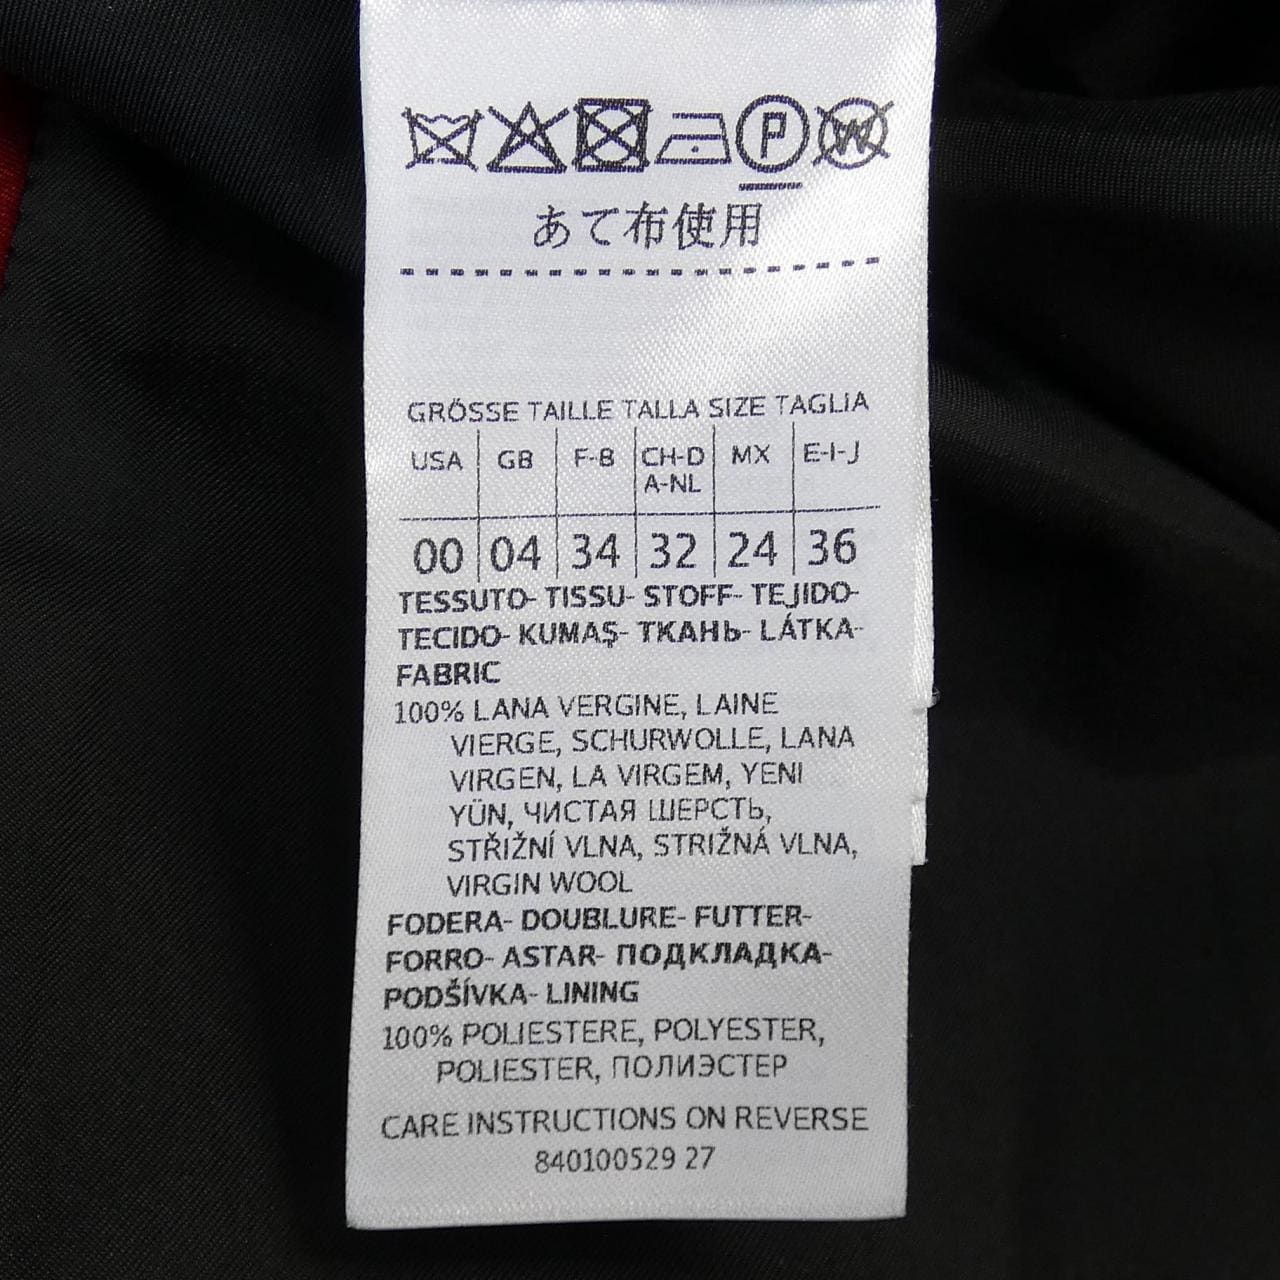 P W
あて布使用
GRÖSSE TAILLE TALLA SIZE TAGLIA
USA GB F-B CH-D A-NL MX E-I-J
00 04 34 32 24 36
TESSUTO- TISSU- STOFF- TEJIDO-
TECIDO- KUMAŞ- ТКАНЬ- LÁTKA-
FABRIC
100% LANA VERGINE, LAINE
VIERGE, SCHURWOLLE, LANA
VIRGEN, LA VIRGEM, YENI
YÜN, ЧИСТАЯ ШЕРСТЬ,
STŘIŽNÍ VLNA, STRIŽNÁ VLNA,
VIRGIN WOOL
FODERA- DOUBLURE- FUTTER-
FORRO- ASTAR- ПОДКЛАДКА-
PODŠÍVKA- LINING
100% POLIESTERE, POLYESTER,
POLIESTER, ПОЛИЭСТЕР
CARE INSTRUCTIONS ON REVERSE
840100529 27